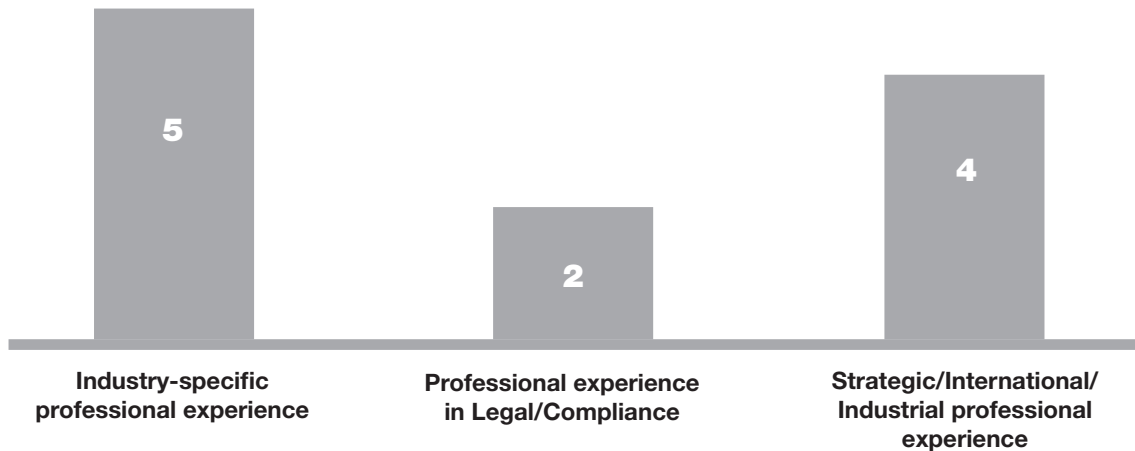 5
2
4
Industry-specific
professional experience
Professional experience
in Legal/Compliance
Strategic/International/
Industrial professional
experience